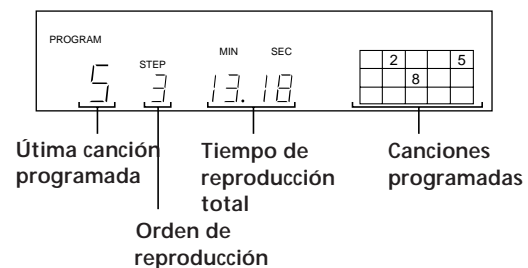 PROGRAM
STEP
MIN SEC
5 3 13.18
2 5
8
Útima canción
programada
Tiempo de
reproducción
total
Canciones
programadas
Orden de
reproducción